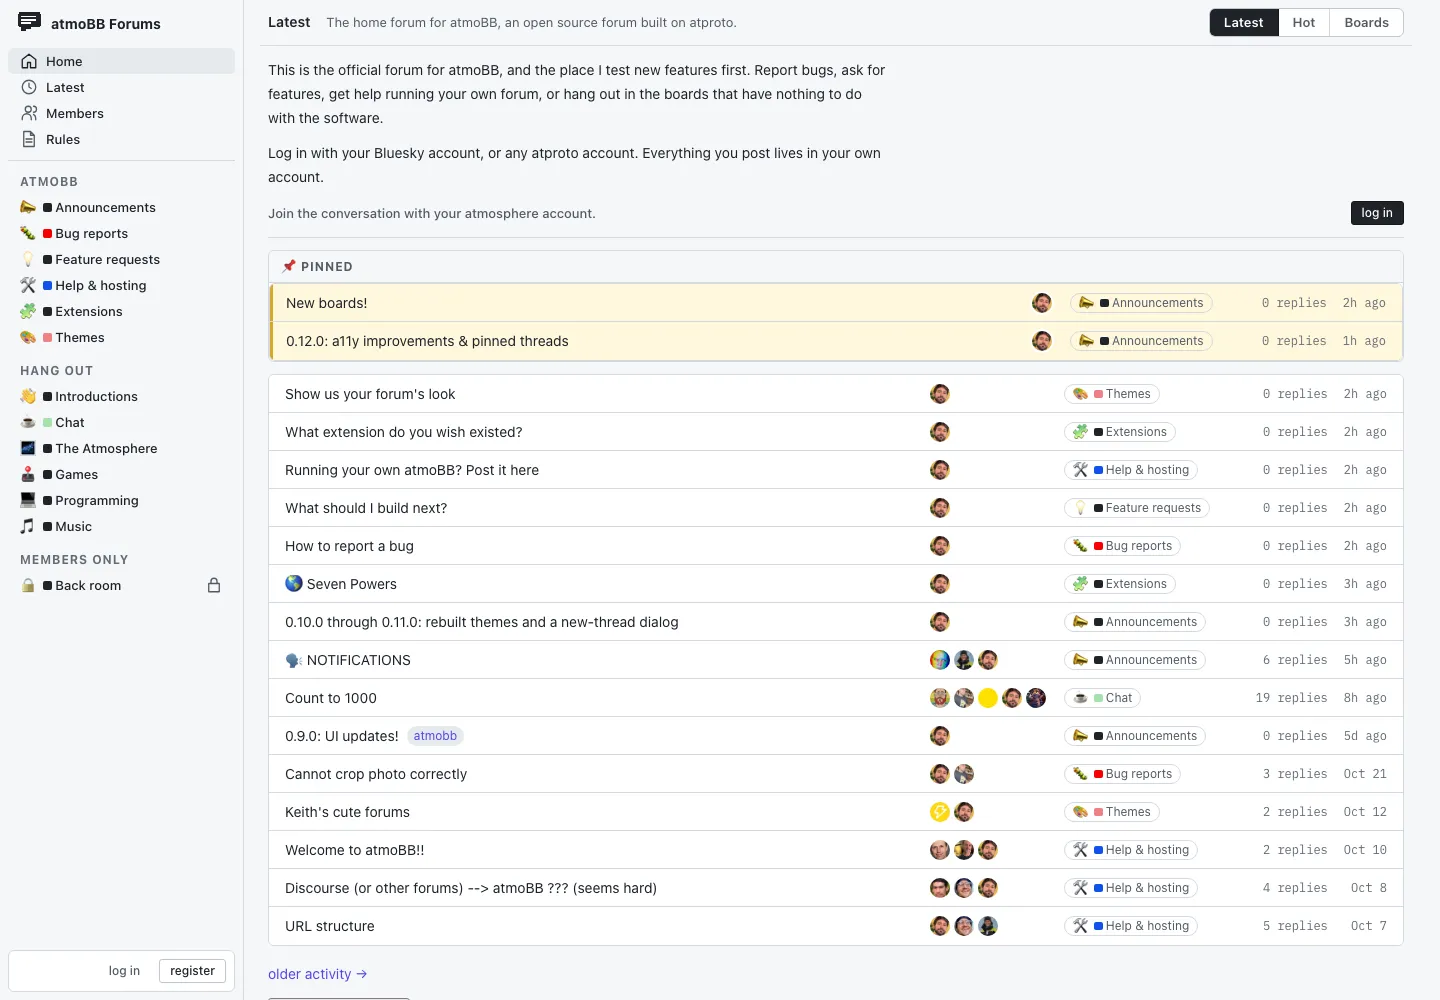 atmoBB Forums
Home
Latest
Members
Rules
ATMOBB
Announcements
Bug reports
Feature requests
Help & hosting
Extensions
Themes
HANG OUT
Introductions
Chat
The Atmosphere
Games
Programming
Music
MEMBERS ONLY
Back room
log in register
Latest The home forum for atmoBB, an open source forum built on atproto.
Latest Hot Boards
This is the official forum for atmoBB, and the place I test new features first. Report bugs, ask for
features, get help running your own forum, or hang out in the boards that have nothing to do
with the software.
Log in with your Bluesky account, or any atproto account. Everything you post lives in your own
account.
Join the conversation with your atmosphere account. log in
PINNED
New boards! Announcements 0 replies 2h ago
0.12.0: a11y improvements & pinned threads Announcements 0 replies 1h ago
Show us your forum's look Themes 0 replies 2h ago
What extension do you wish existed? Extensions 0 replies 2h ago
Running your own atmoBB? Post it here Help & hosting 0 replies 2h ago
What should I build next? Feature requests 0 replies 2h ago
How to report a bug Bug reports 0 replies 2h ago
Seven Powers Extensions 0 replies 3h ago
0.10.0 through 0.11.0: rebuilt themes and a new-thread dialog Announcements 0 replies 3h ago
NOTIFICATIONS Announcements 6 replies 5h ago
Count to 1000 Chat 19 replies 8h ago
0.9.0: UI updates! atmobb Announcements 0 replies 5d ago
Cannot crop photo correctly Bug reports 3 replies Oct 21
Keith's cute forums Themes 2 replies Oct 12
Welcome to atmoBB!! Help & hosting 2 replies Oct 10
Discourse (or other forums) --> atmoBB ??? (seems hard) Help & hosting 4 replies Oct 8
URL structure Help & hosting 5 replies Oct 7
older activity →